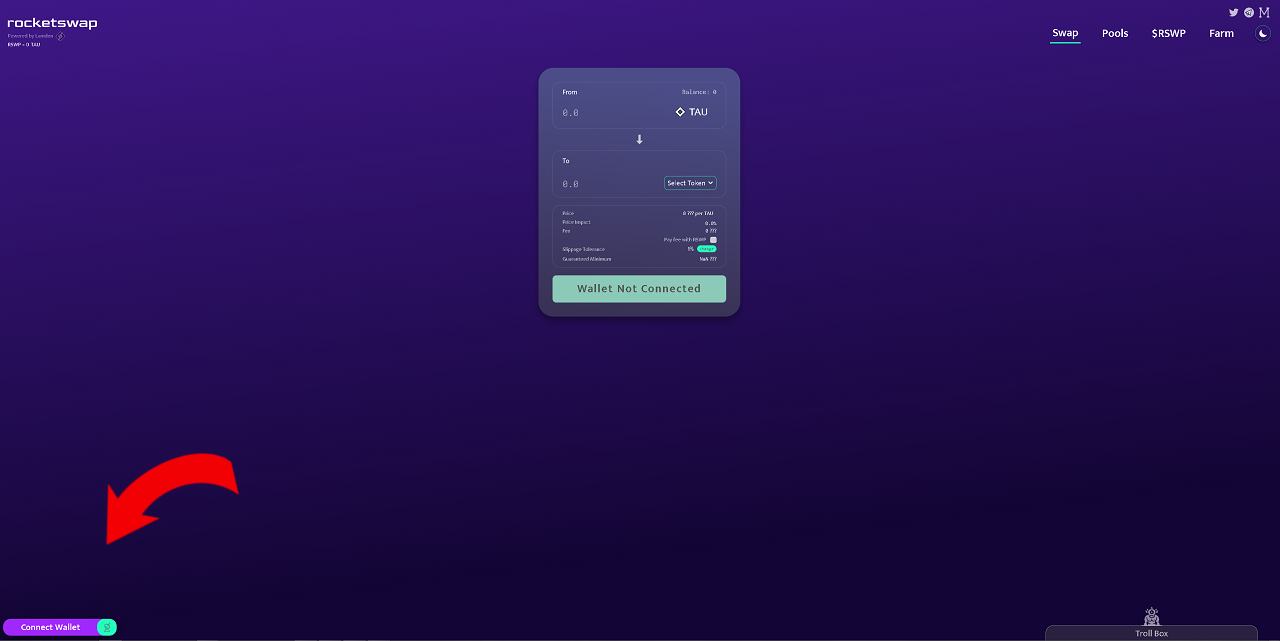 rocketswap
Powered by Lamden
RSWP = 0 TAU
Swap Pools $RSWP Farm
From Balance: 0
0.0 TAU
To
0.0 Select Token
Price 0 ??? per TAU
Price Impact 0.0%
Fee 0 ???
Pay fee with RSWP
Slippage Tolerance 1% change
Guaranteed Minimum NaN ???
Wallet Not Connected
Connect Wallet
Troll Box